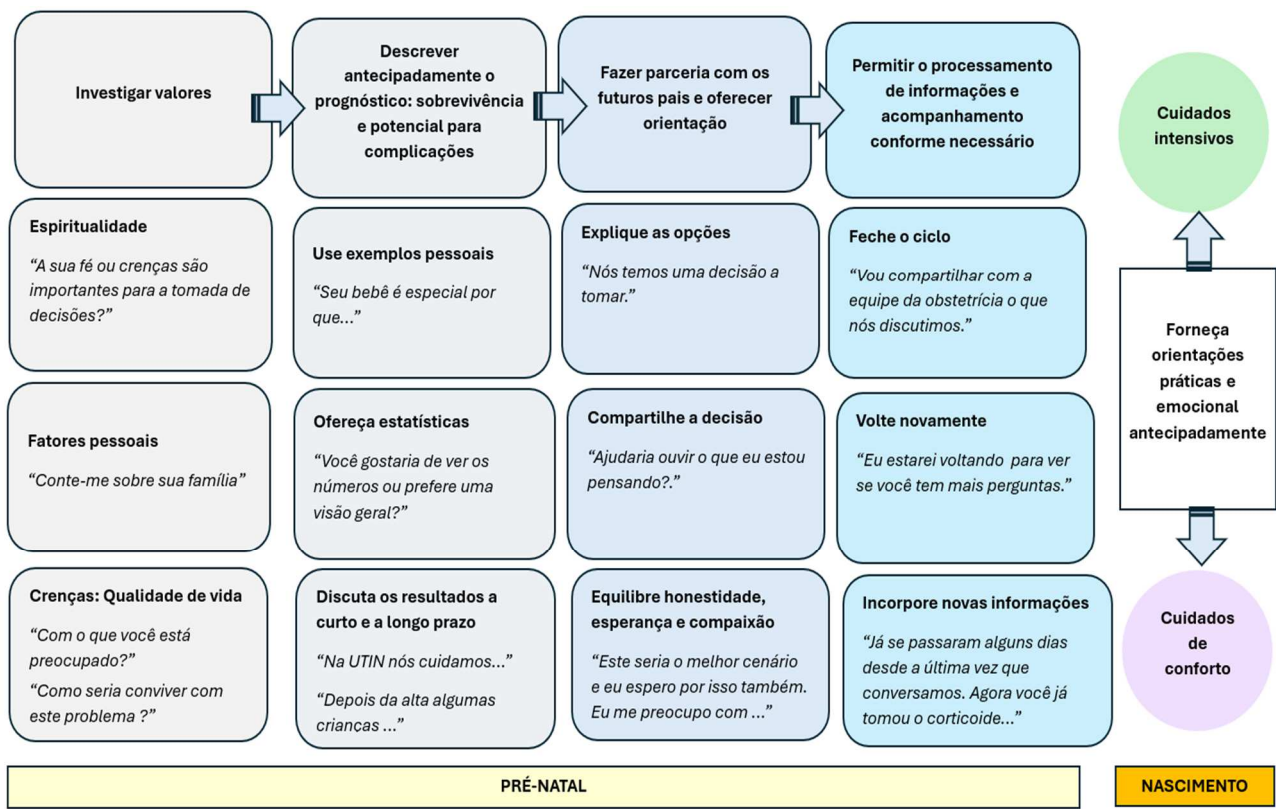 Investigar valores
Descrever
antecipadamente o
prognóstico: sobrevivência
e potencial para
complicações
Fazer parceria com os
futuros pais e oferecer
orientação
Permitir o processamento
de informações e
acompanhamento
conforme necessário
Espiritualidade
“A sua fé ou crenças são
importantes para a tomada de
decisões?”
Use exemplos pessoais
“Seu bebê é especial por
que...”
Explique as opções
“Nós temos uma decisão a
tomar.”
Feche o ciclo
“Vou compartilhar com a
equipe da obstetrícia o que
nós discutimos.”
Fatores pessoais
“Conte-me sobre sua família”
Ofereça estatísticas
“Você gostaria de ver os
números ou prefere uma
visão geral?”
Compartilhe a decisão
“Ajudaria ouvir o que eu estou
pensando?.”
Volte novamente
“Eu estarei voltando para ver
se você tem mais perguntas.”
Crenças: Qualidade de vida
“Com o que você está
preocupado?”
“Como seria conviver com
este problema ?”
Discuta os resultados a
curto e a longo prazo
“Na UTIN nós cuidamos...”
“Depois da alta algumas
crianças ...”
Equilibre honestidade,
esperança e compaixão
“Este seria o melhor cenário
e eu espero por isso também.
Eu me preocupo com ...”
Incorpore novas informações
“Já se passaram alguns dias
desde a última vez que
conversamos. Agora você já
tomou o corticoide...”
Cuidados
intensivos
Forneça
orientações
práticas e
emocional
antecipadamente
Cuidados
de
conforto
PRÉ-NATAL
NASCIMENTO